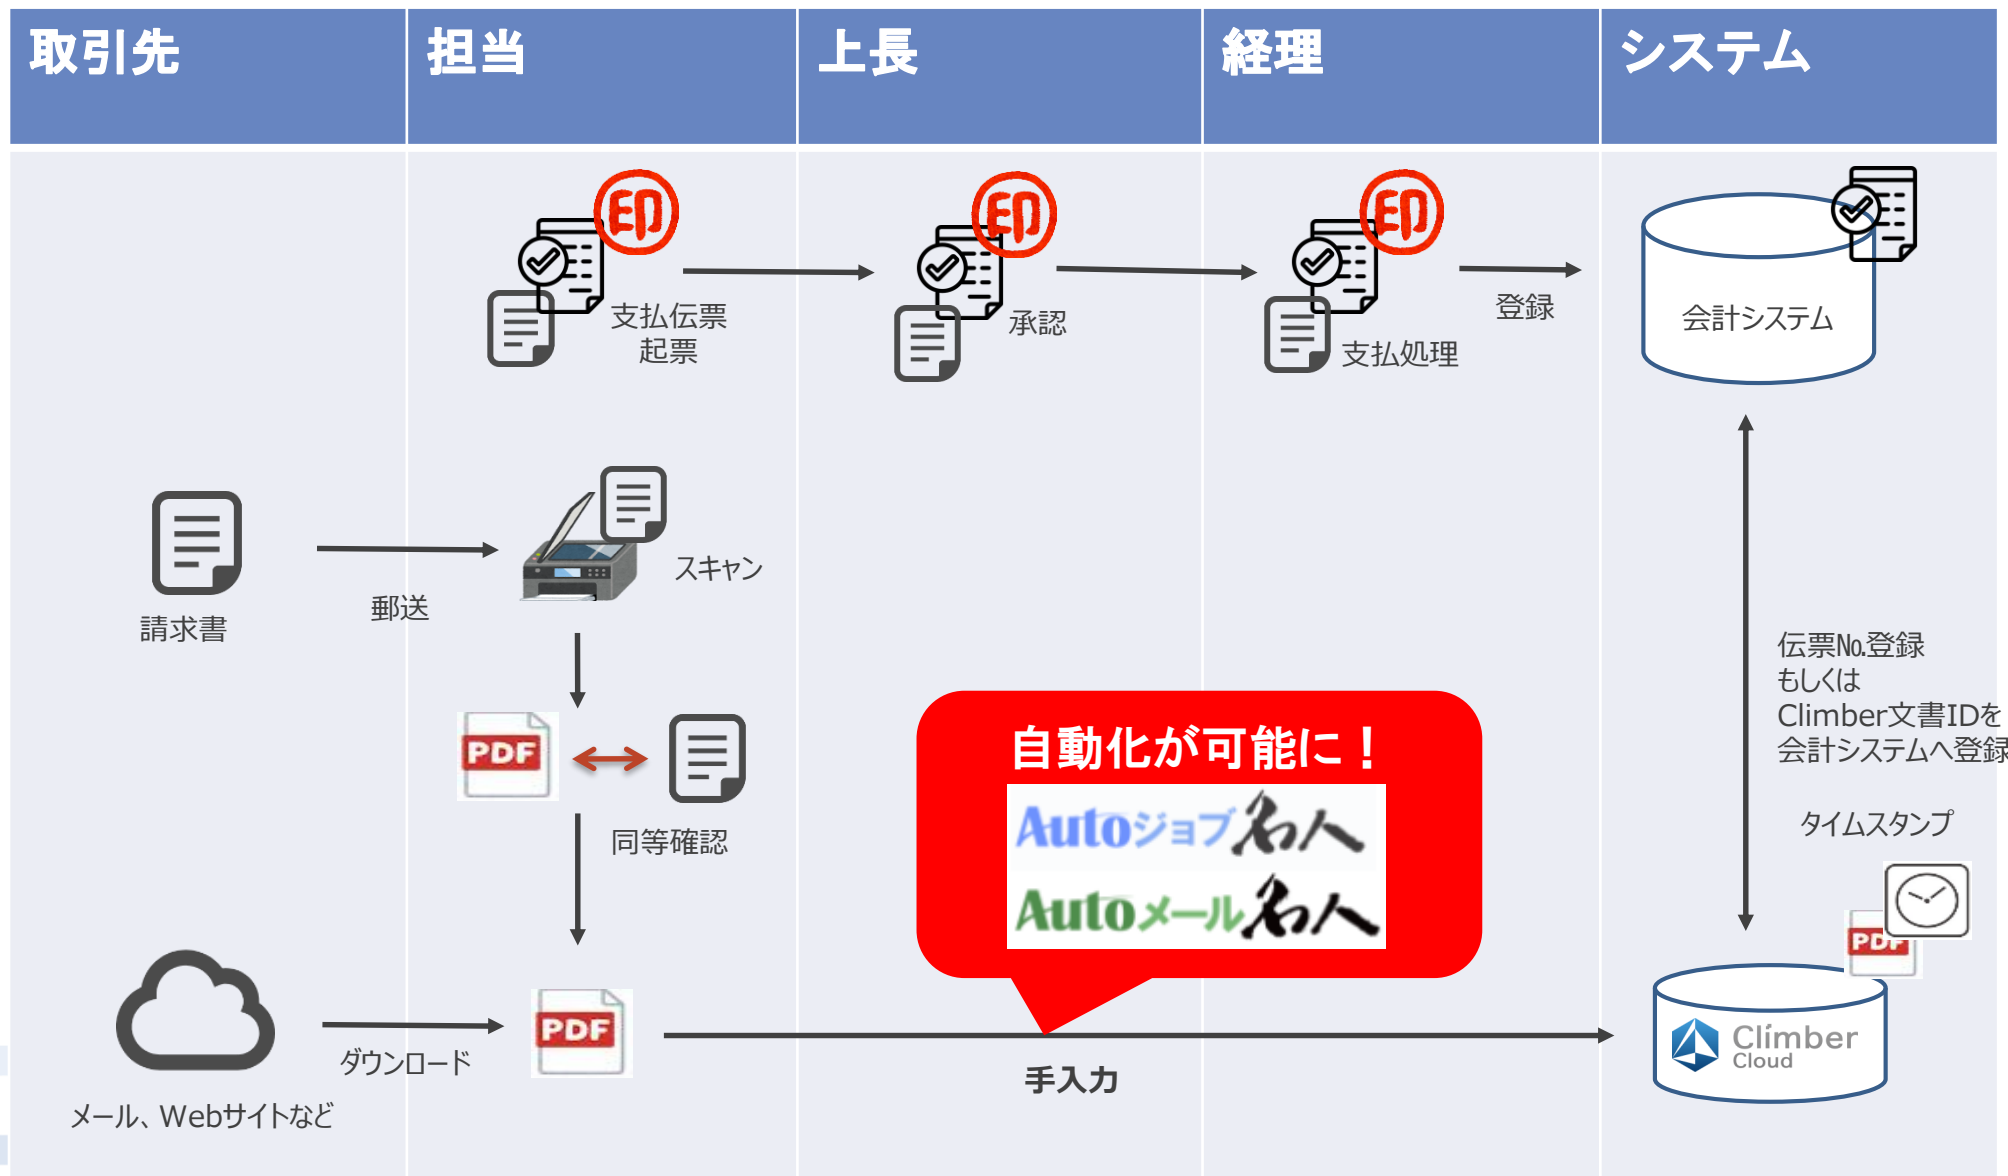 取引先
担当
上長
経理
システム
印
印
印
支払伝票
起票
承認
支払処理
登録
会計システム
請求書
郵送
スキャン
PDF
同等確認
自動化が可能に！
Autoジョブ名人
Autoメール名人
伝票№登録
もしくは
Climber文書IDを
会計システムへ登録
タイムスタンプ
PDF
メール、Webサイトなど
ダウンロード
PDF
手入力
Climber
Cloud